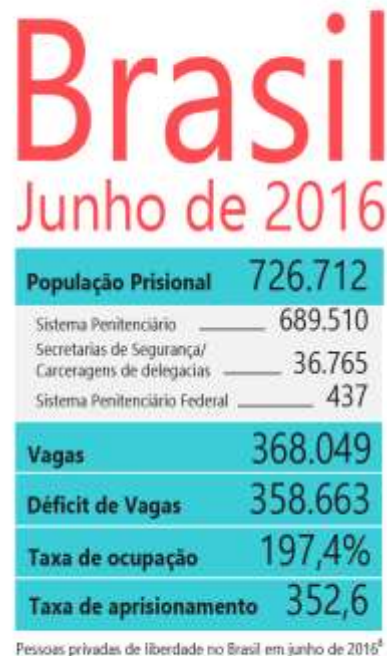 Brasil
Junho de 2016
População Prisional 726.712
Sistema Penitenciário 689.510
Secretarias de Segurança/
Carceragens de delegacias 36.765
Sistema Penitenciário Federal 437
Vagas 368.049
Déficit de Vagas 358.663
Taxa de ocupação 197,4%
Taxa de aprisionamento 352,6
Pessoas privadas de liberdade no Brasil em junho de 2016